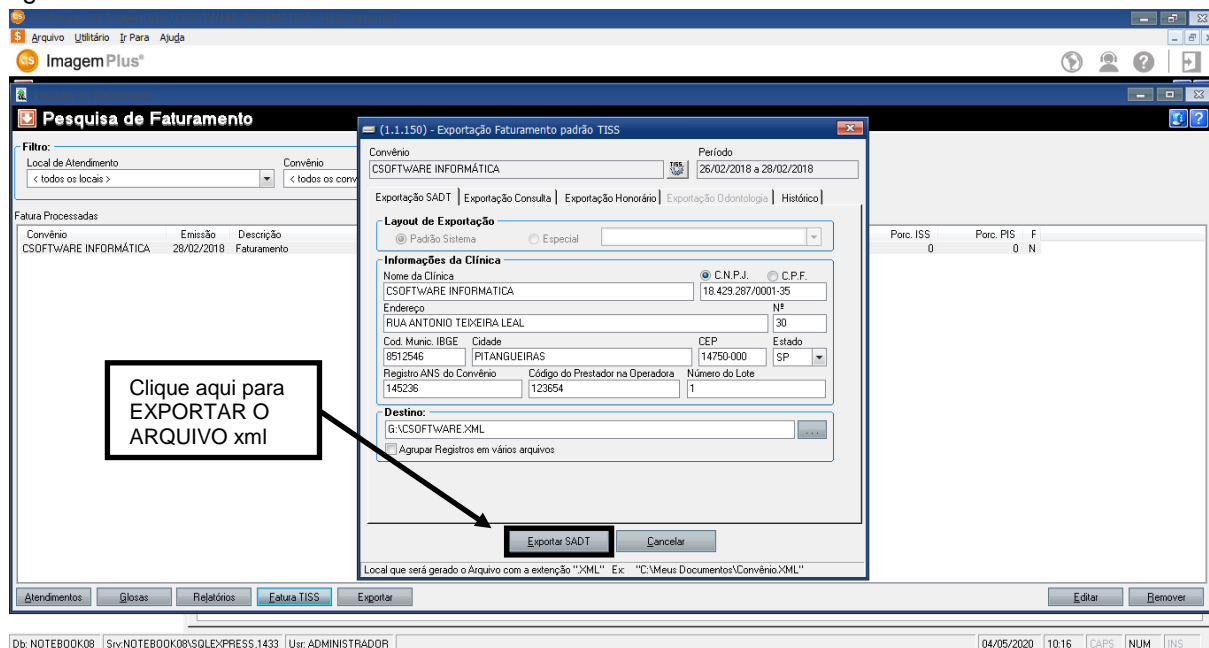 Arquivo Utilitário Ir Para Ajuda
ImagemPlus®
Pesquisa de Faturamento
Filtro:
Local de Atendimento Convênio
< todos os locais > < todos os conv
Fatura Processadas
Convênio Emissão Descrição Porc. ISS Porc. PIS F
CSOFTWARE INFORMÁTICA 28/02/2018 Faturamento 0 0 N
(1.1.150) - Exportação Faturamento padrão TISS
Convênio Período
CSOFTWARE INFORMÁTICA TISS 26/02/2018 a 28/02/2018
Exportação SADT Exportação Consulta Exportação Honorário Exportação Odontologia Histórico
Layout de Exportação
Padrão Sistema Especial
Informações da Clínica
Nome da Clínica C.N.P.J. C.P.F.
CSOFTWARE INFORMATICA 18.429.287/0001-35
Endereço Nº
RUA ANTONIO TEIXEIRA LEAL 30
Cod. Munic. IBGE Cidade CEP Estado
8512546 PITANGUEIRAS 14750-000 SP
Registro ANS do Convênio Código do Prestador na Operadora Número do Lote
145236 123654 1
Destino:
G:\CSOFTWARE.XML ...
Agrupar Registros em vários arquivos
Exportar SADT Cancelar
Local que será gerado o Arquivo com a extenção ".XML" Ex: "C:\Meus Documentos\Convênio.XML"
Clique aqui para
EXPORTAR O
ARQUIVO xml
Atendimentos Glosas Relatórios Fatura TISS Exportar Editar Remover
Db: NOTEBOOK08 Srv:NOTEBOOK08\SQLEXPRESS,1433 Usr: ADMINISTRADOR 04/05/2020 10:16 CAPS NUM INS